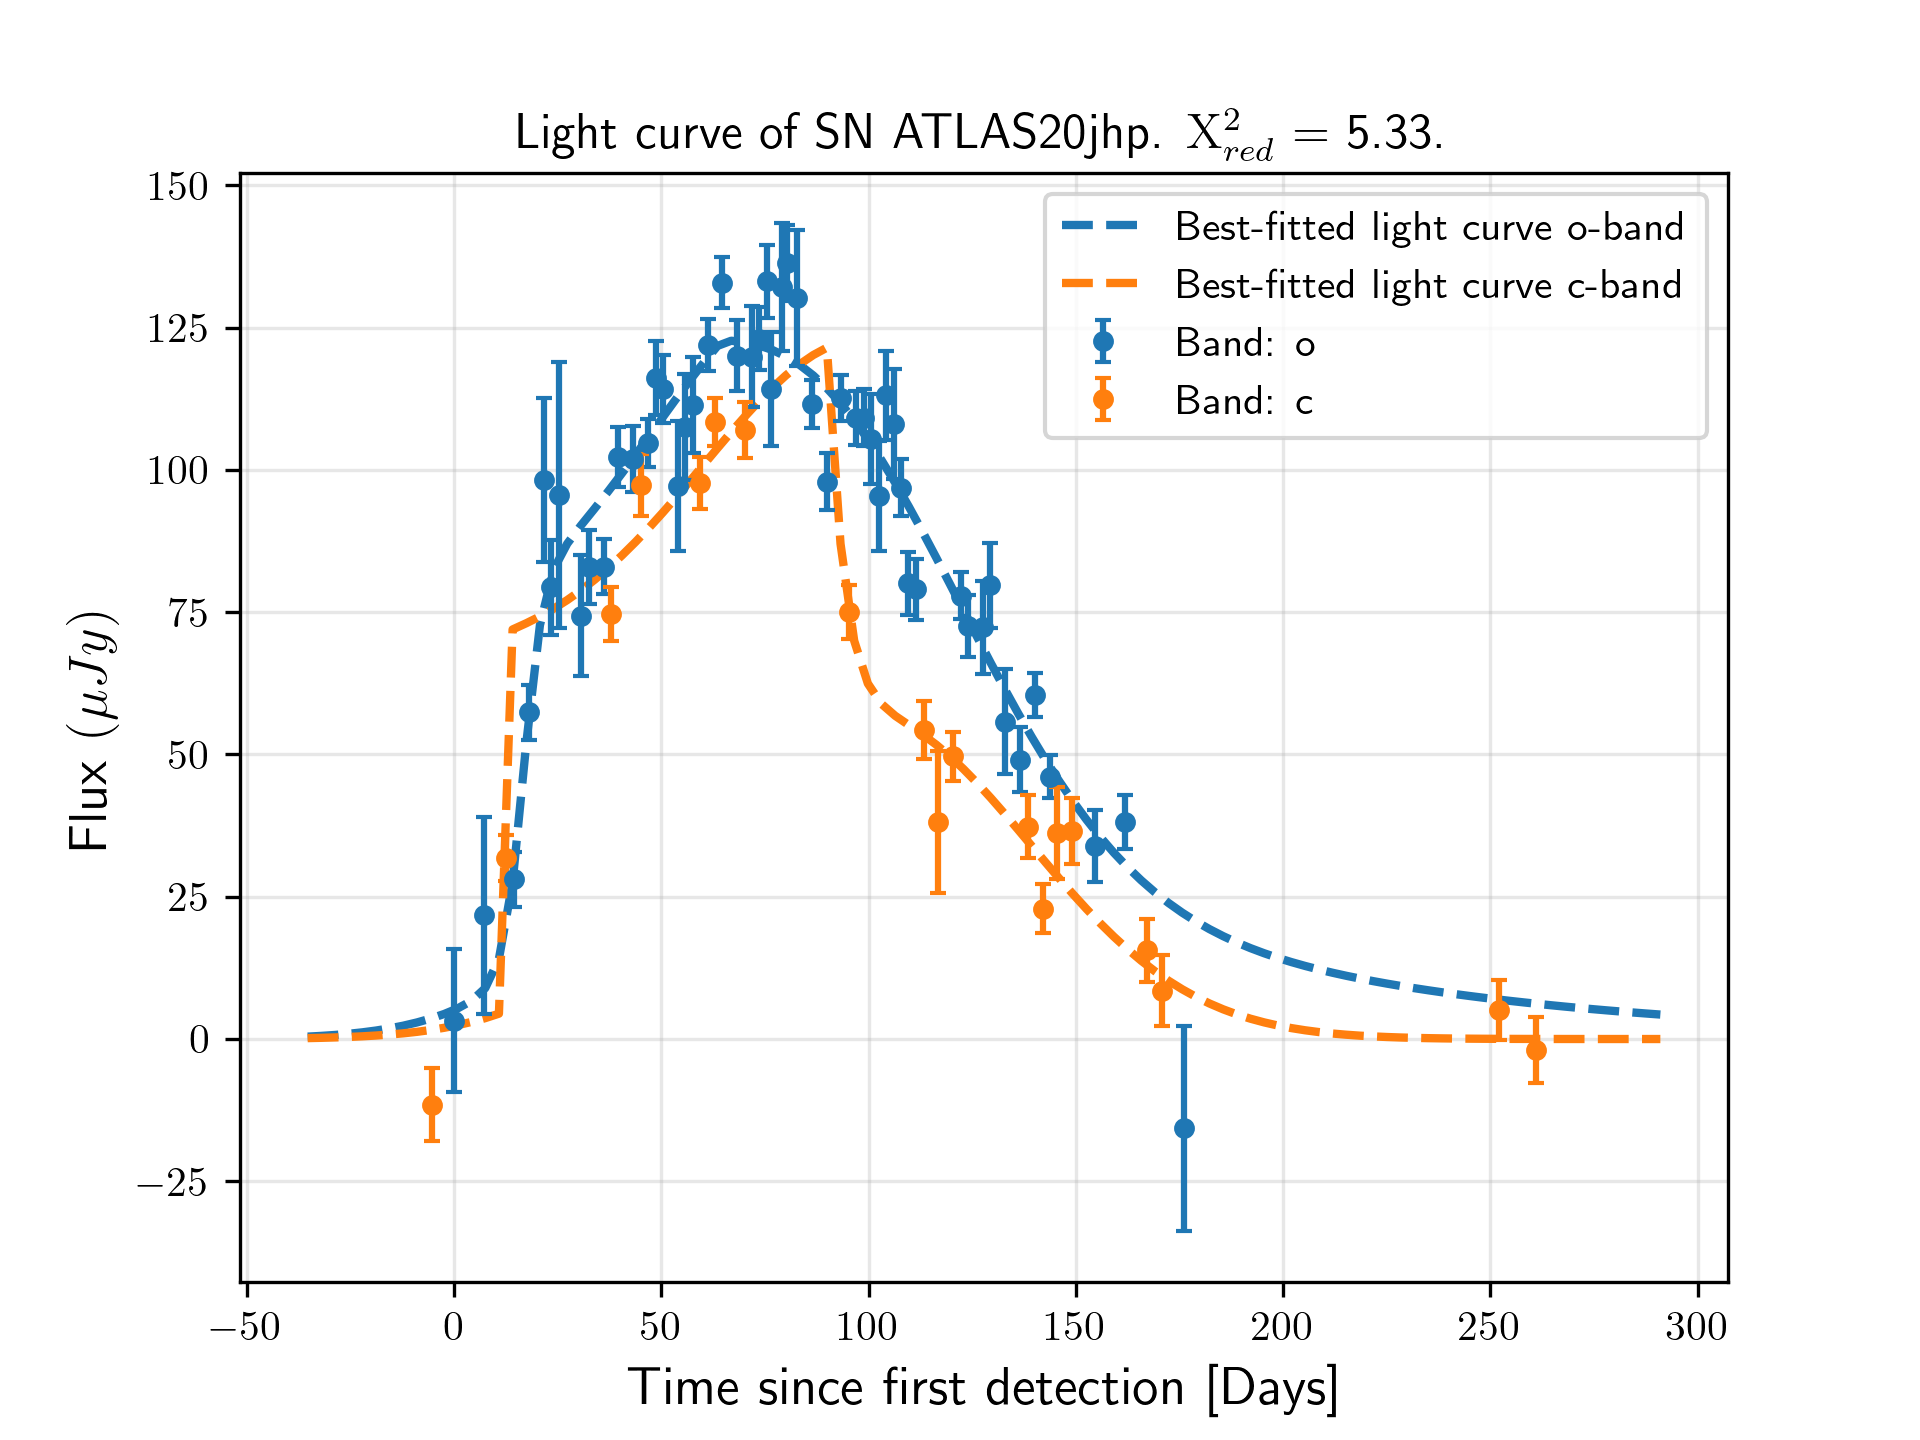 Light curve of SN ATLAS20jhp. X²_red = 5.33.
150
125
100
75
50
25
0
−25
Flux (μJy)
Best-fitted light curve o-band
Best-fitted light curve c-band
Band: o
Band: c
−50 0 50 100 150 200 250 300
Time since first detection [Days]